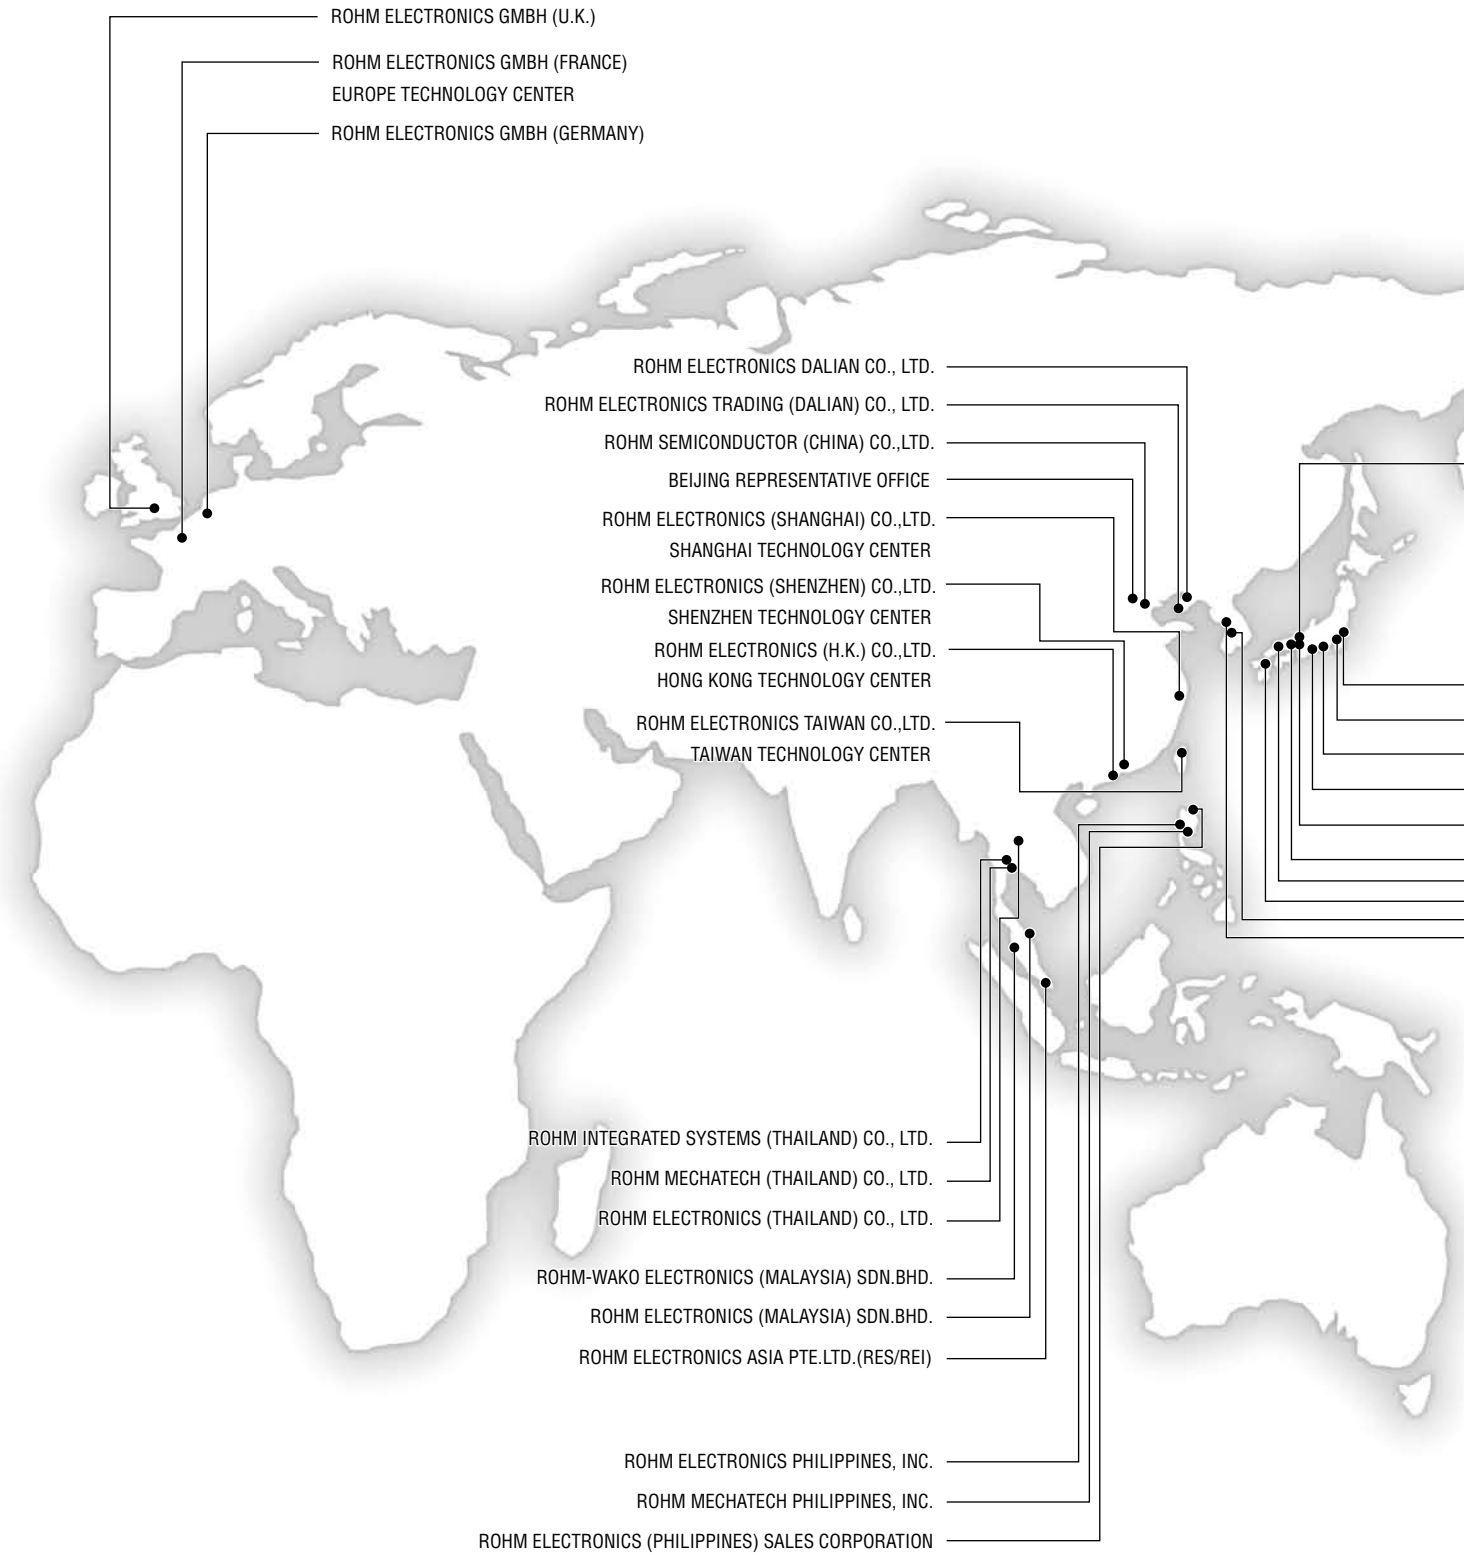 ROHM ELECTRONICS GMBH (U.K.)
ROHM ELECTRONICS GMBH (FRANCE)
EUROPE TECHNOLOGY CENTER
ROHM ELECTRONICS GMBH (GERMANY)
ROHM ELECTRONICS DALIAN CO., LTD.
ROHM ELECTRONICS TRADING (DALIAN) CO., LTD.
ROHM SEMICONDUCTOR (CHINA) CO.,LTD.
BEIJING REPRESENTATIVE OFFICE
ROHM ELECTRONICS (SHANGHAI) CO.,LTD.
SHANGHAI TECHNOLOGY CENTER
ROHM ELECTRONICS (SHENZHEN) CO.,LTD.
SHENZHEN TECHNOLOGY CENTER
ROHM ELECTRONICS (H.K.) CO.,LTD.
HONG KONG TECHNOLOGY CENTER
ROHM ELECTRONICS TAIWAN CO.,LTD.
TAIWAN TECHNOLOGY CENTER
ROHM INTEGRATED SYSTEMS (THAILAND) CO., LTD.
ROHM MECHATECH (THAILAND) CO., LTD.
ROHM ELECTRONICS (THAILAND) CO., LTD.
ROHM-WAKO ELECTRONICS (MALAYSIA) SDN.BHD.
ROHM ELECTRONICS (MALAYSIA) SDN.BHD.
ROHM ELECTRONICS ASIA PTE.LTD.(RES/REI)
ROHM ELECTRONICS PHILIPPINES, INC.
ROHM MECHATECH PHILIPPINES, INC.
ROHM ELECTRONICS (PHILIPPINES) SALES CORPORATION